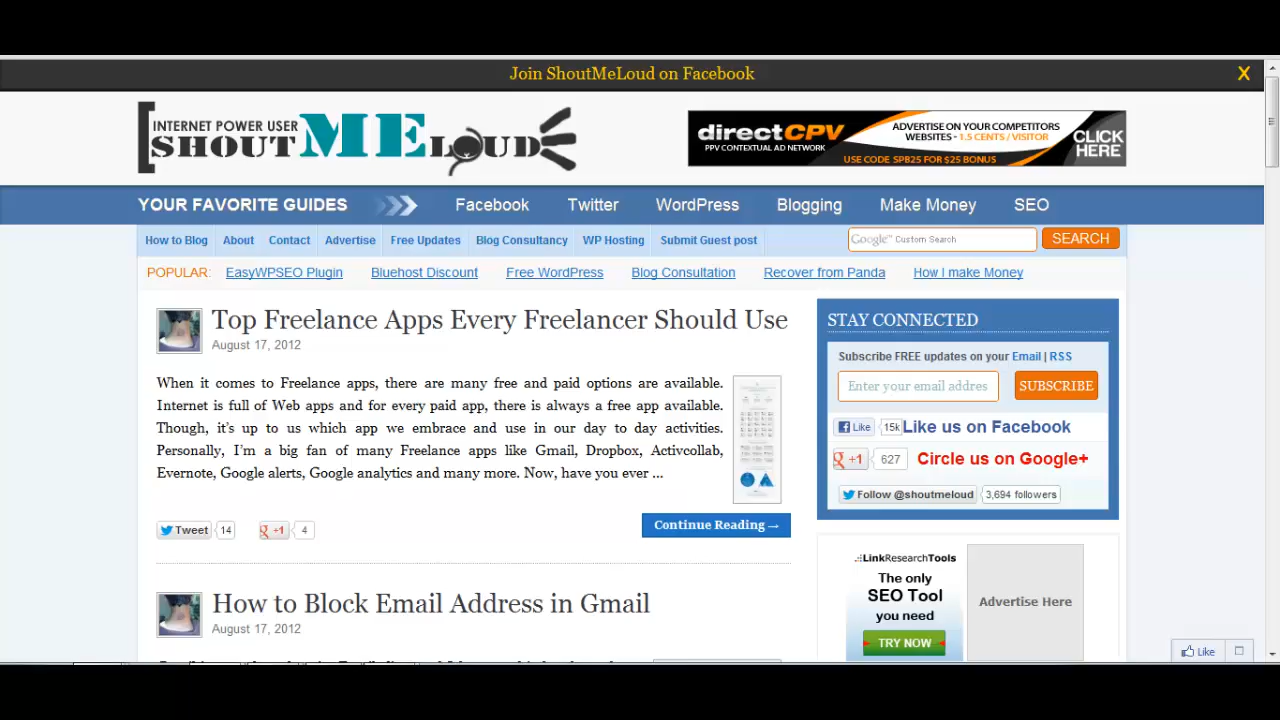 Join ShoutMeLoud on Facebook
X
INTERNET POWER USER
SHOUTMELOUD
directCPV
PPV CONTEXTUAL AD NETWORK
ADVERTISE ON YOUR COMPETITORS
WEBSITES - 1.5 CENTS / VISITOR
USE CODE SPB25 FOR $25 BONUS
CLICK
HERE
YOUR FAVORITE GUIDES Facebook Twitter WordPress Blogging Make Money SEO
How to Blog About Contact Advertise Free Updates Blog Consultancy WP Hosting Submit Guest post
Google™ Custom Search SEARCH
POPULAR: EasyWPSEO Plugin Bluehost Discount Free WordPress Blog Consultation Recover from Panda How I make Money
Top Freelance Apps Every Freelancer Should Use
August 17, 2012
When it comes to Freelance apps, there are many free and paid options are available.
Internet is full of Web apps and for every paid app, there is always a free app available.
Though, it's up to us which app we embrace and use in our day to day activities.
Personally, I'm a big fan of many Freelance apps like Gmail, Dropbox, Activcollab,
Evernote, Google alerts, Google analytics and many more. Now, have you ever ...
Tweet 14 +1 4
Continue Reading →
How to Block Email Address in Gmail
August 17, 2012
STAY CONNECTED
Subscribe FREE updates on your Email | RSS
Enter your email addres SUBSCRIBE
Like 15k Like us on Facebook
+1 627 Circle us on Google+
Follow @shoutmeloud 3,694 followers
.:LinkResearchTools
The only
SEO Tool
you need
TRY NOW
Advertise Here
Like